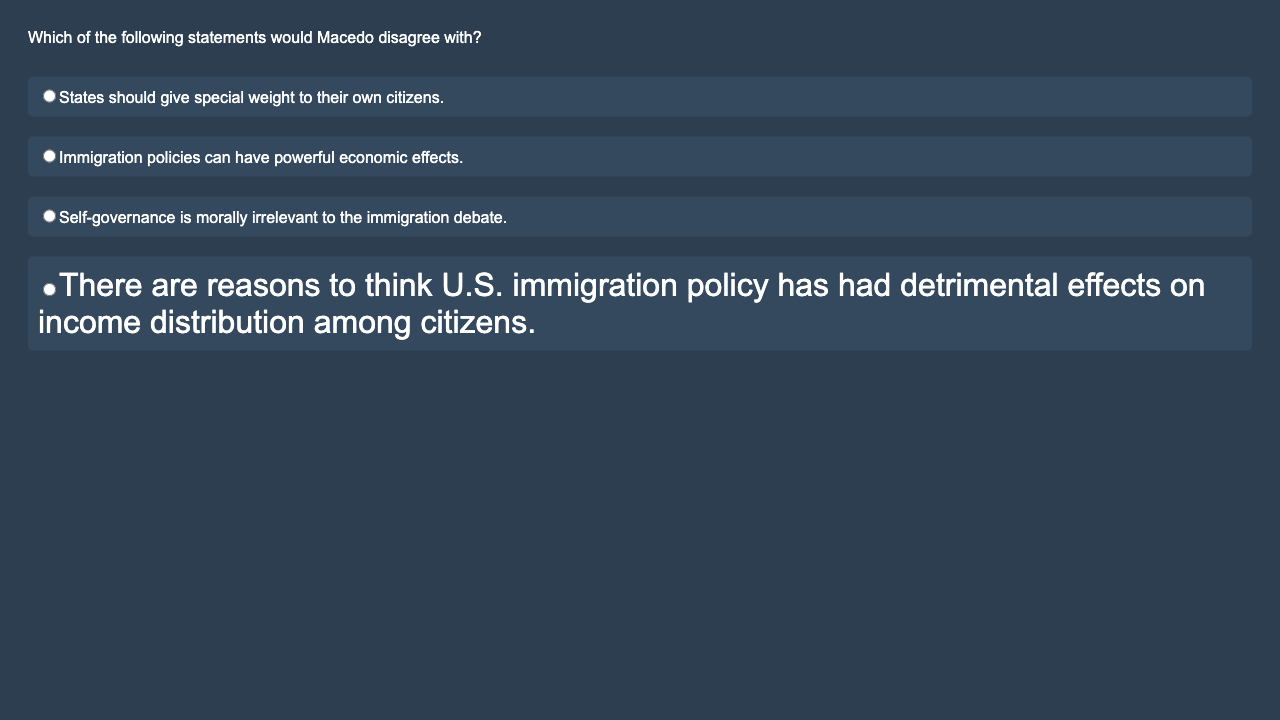 Which of the following statements would Macedo disagree with?
States should give special weight to their own citizens.
Immigration policies can have powerful economic effects.
Self-governance is morally irrelevant to the immigration debate.
There are reasons to think U.S. immigration policy has had detrimental effects on
income distribution among citizens.